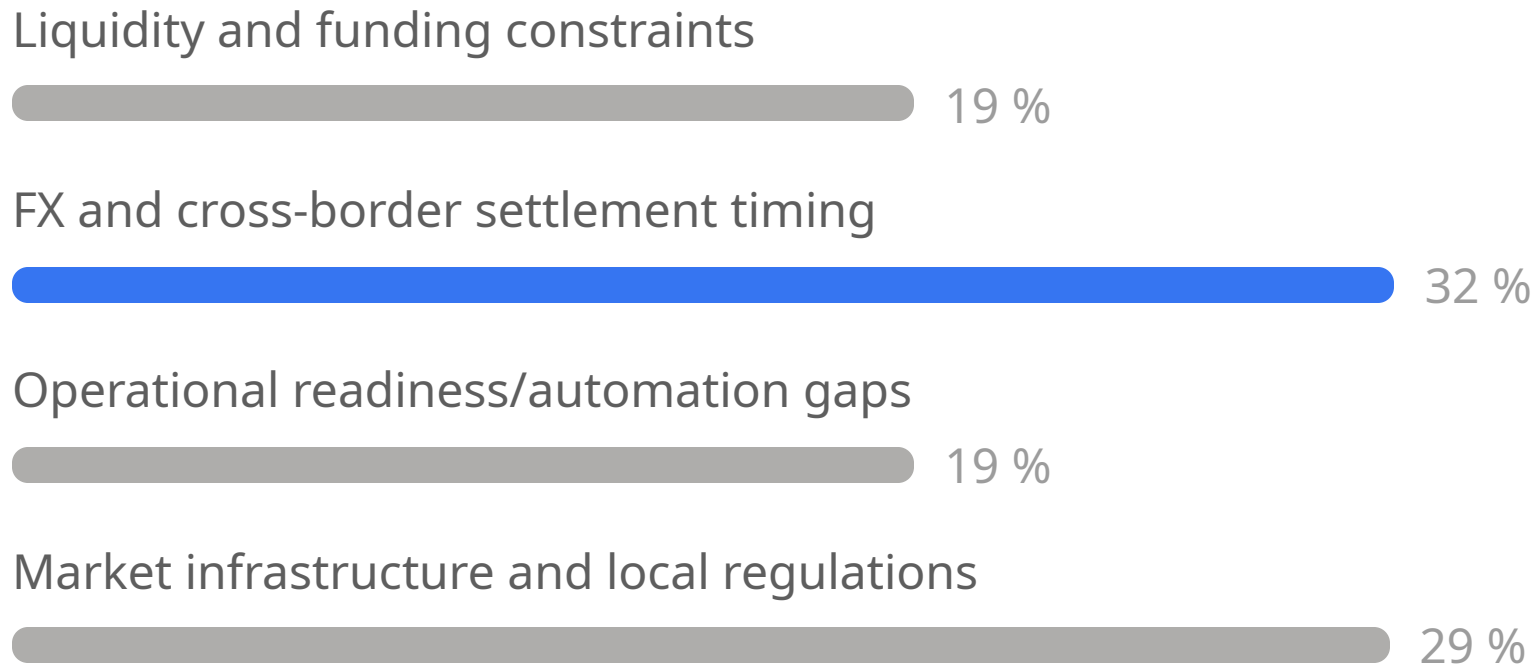 Liquidity and funding constraints
19 %
FX and cross-border settlement timing
32 %
Operational readiness/automation gaps
19 %
Market infrastructure and local regulations
29 %